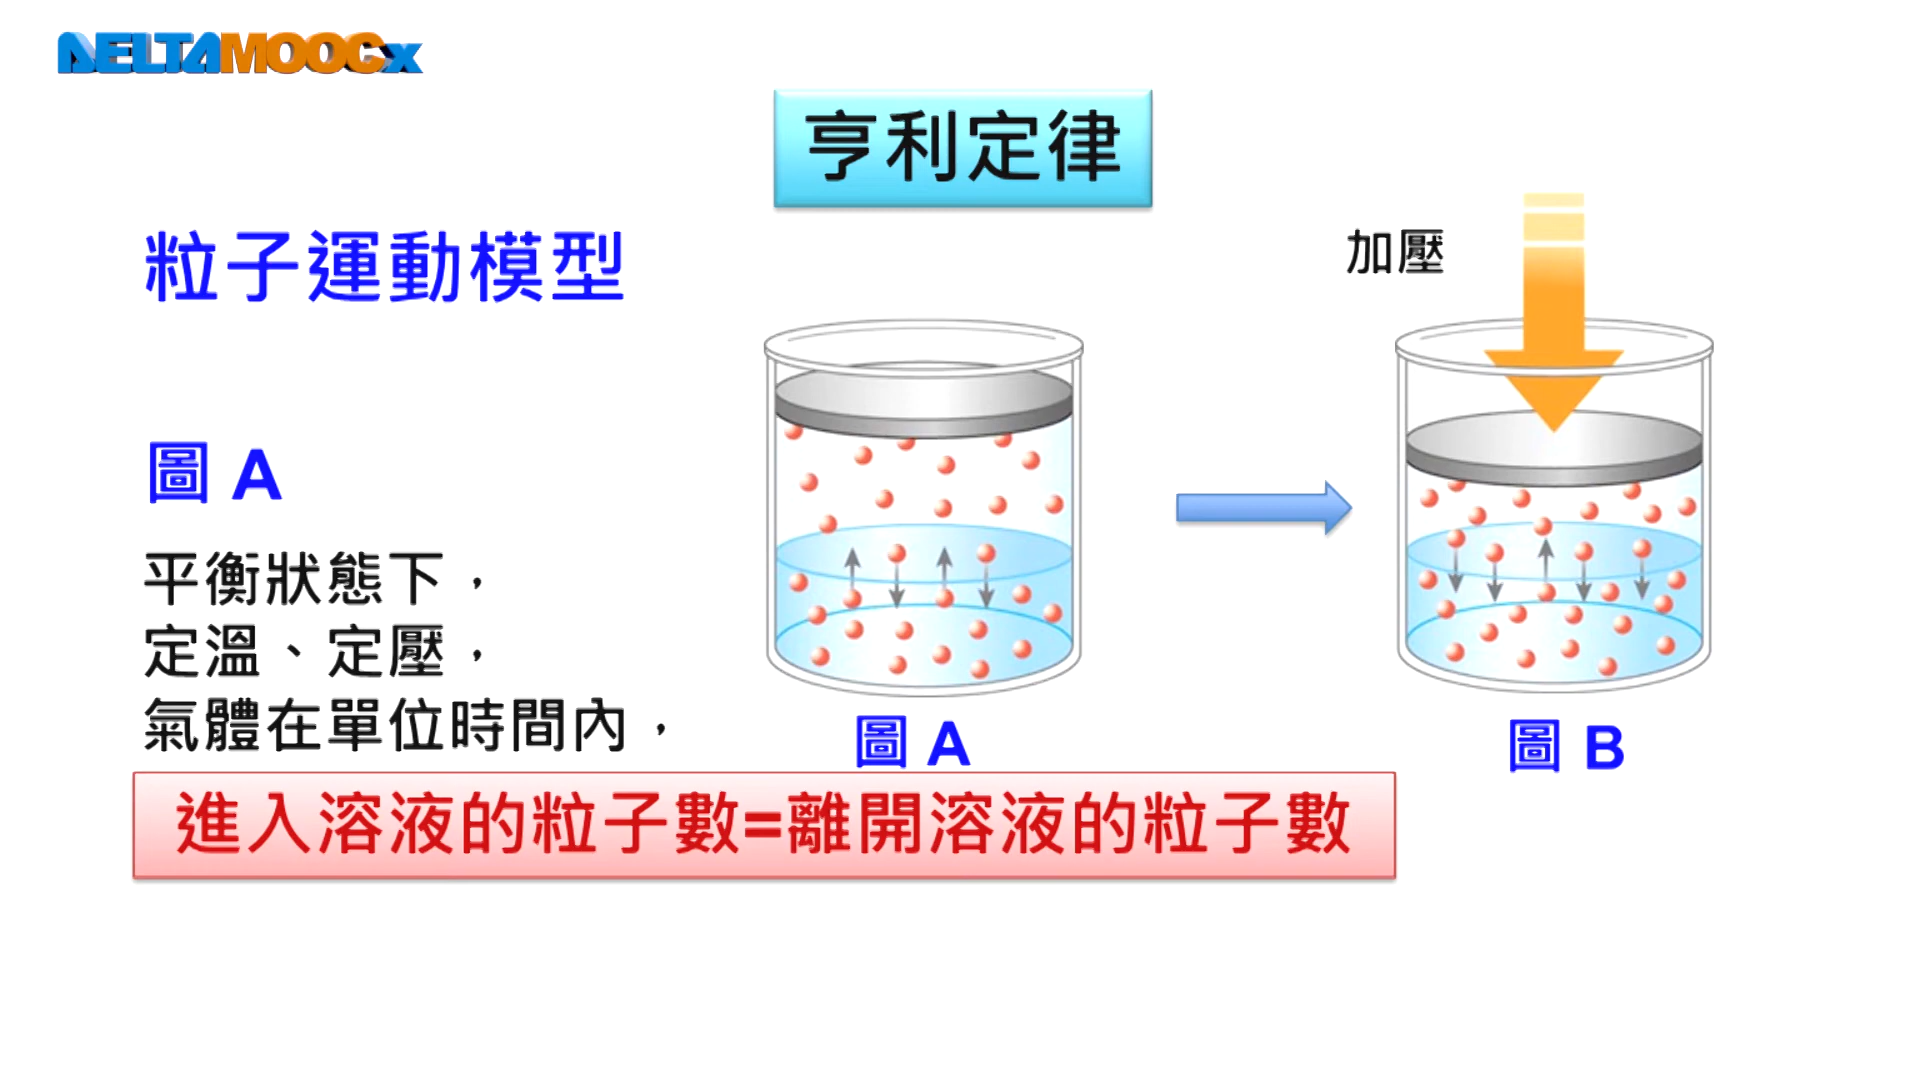 DELTAMOOCx
亨利定律
粒子運動模型
加壓
圖 A
平衡狀態下，
定溫、定壓，
氣體在單位時間內，
圖 A
圖 B
進入溶液的粒子數=離開溶液的粒子數